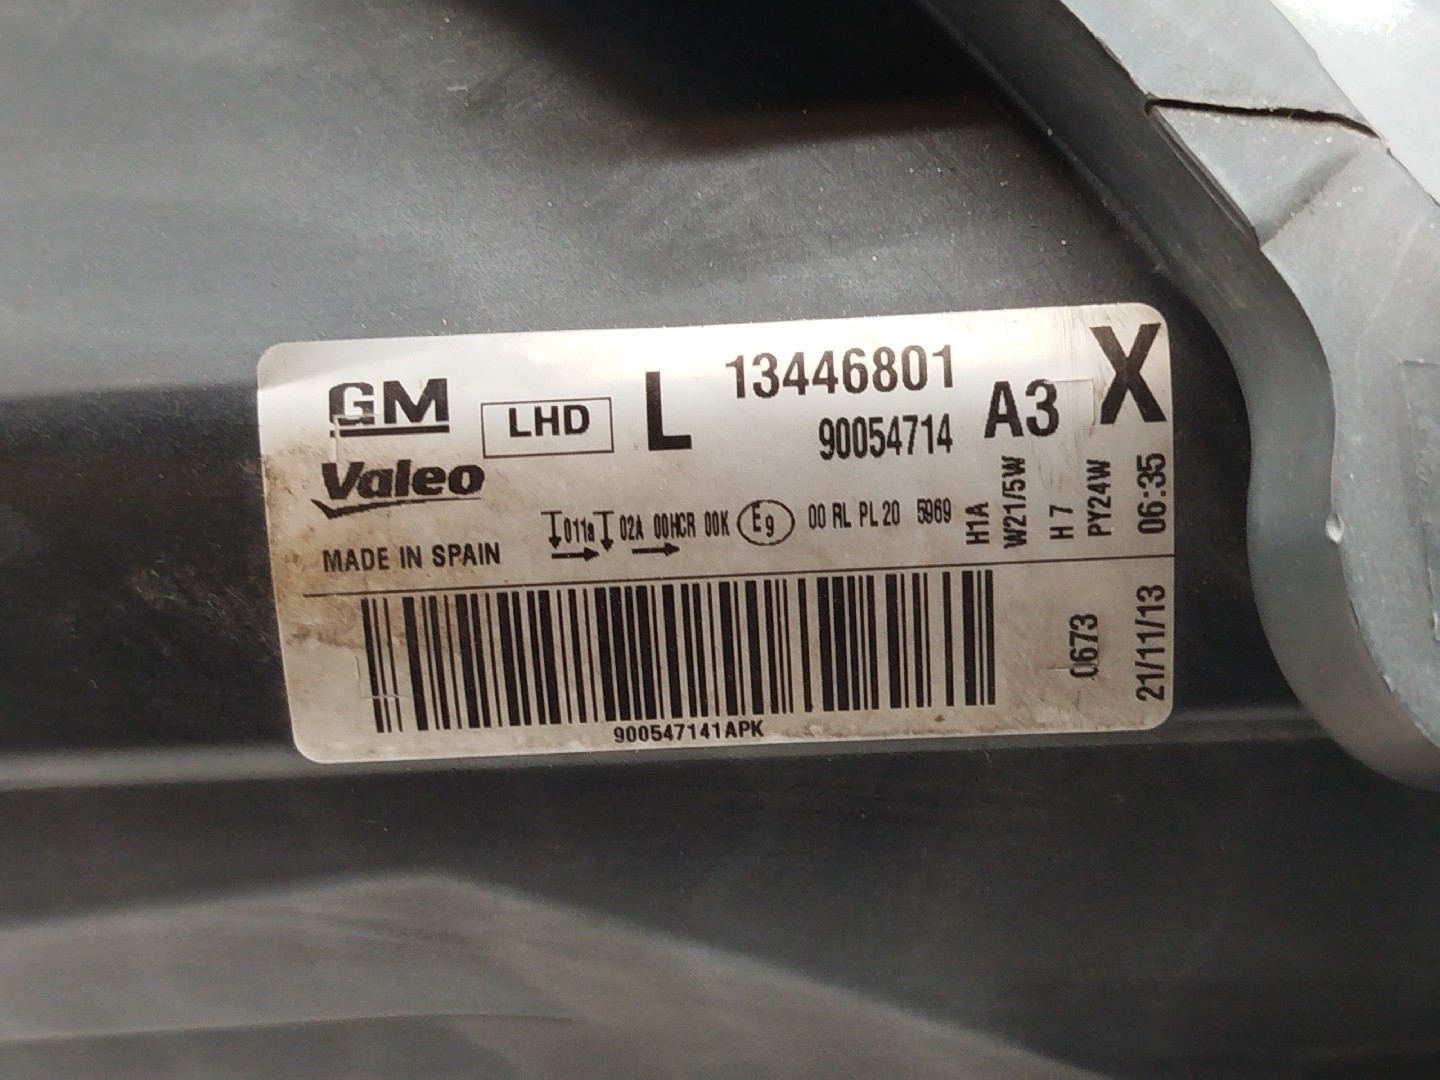 GM
LHD
L
13446801
90054714
A3
X
Valeo
MADE IN SPAIN
011a 02A 00HCR 00K E9 00 RL PL 20 5969
H1A
W21/5W
H7
PY24W
06:35
0673
21/11/13
900547141APK